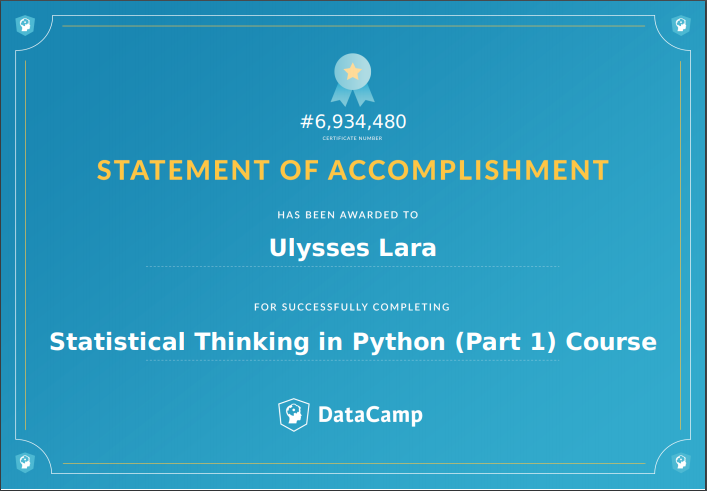 #6,934,480
CERTIFICATE NUMBER
STATEMENT OF ACCOMPLISHMENT
HAS BEEN AWARDED TO
Ulysses Lara
FOR SUCCESSFULLY COMPLETING
Statistical Thinking in Python (Part 1) Course
DataCamp